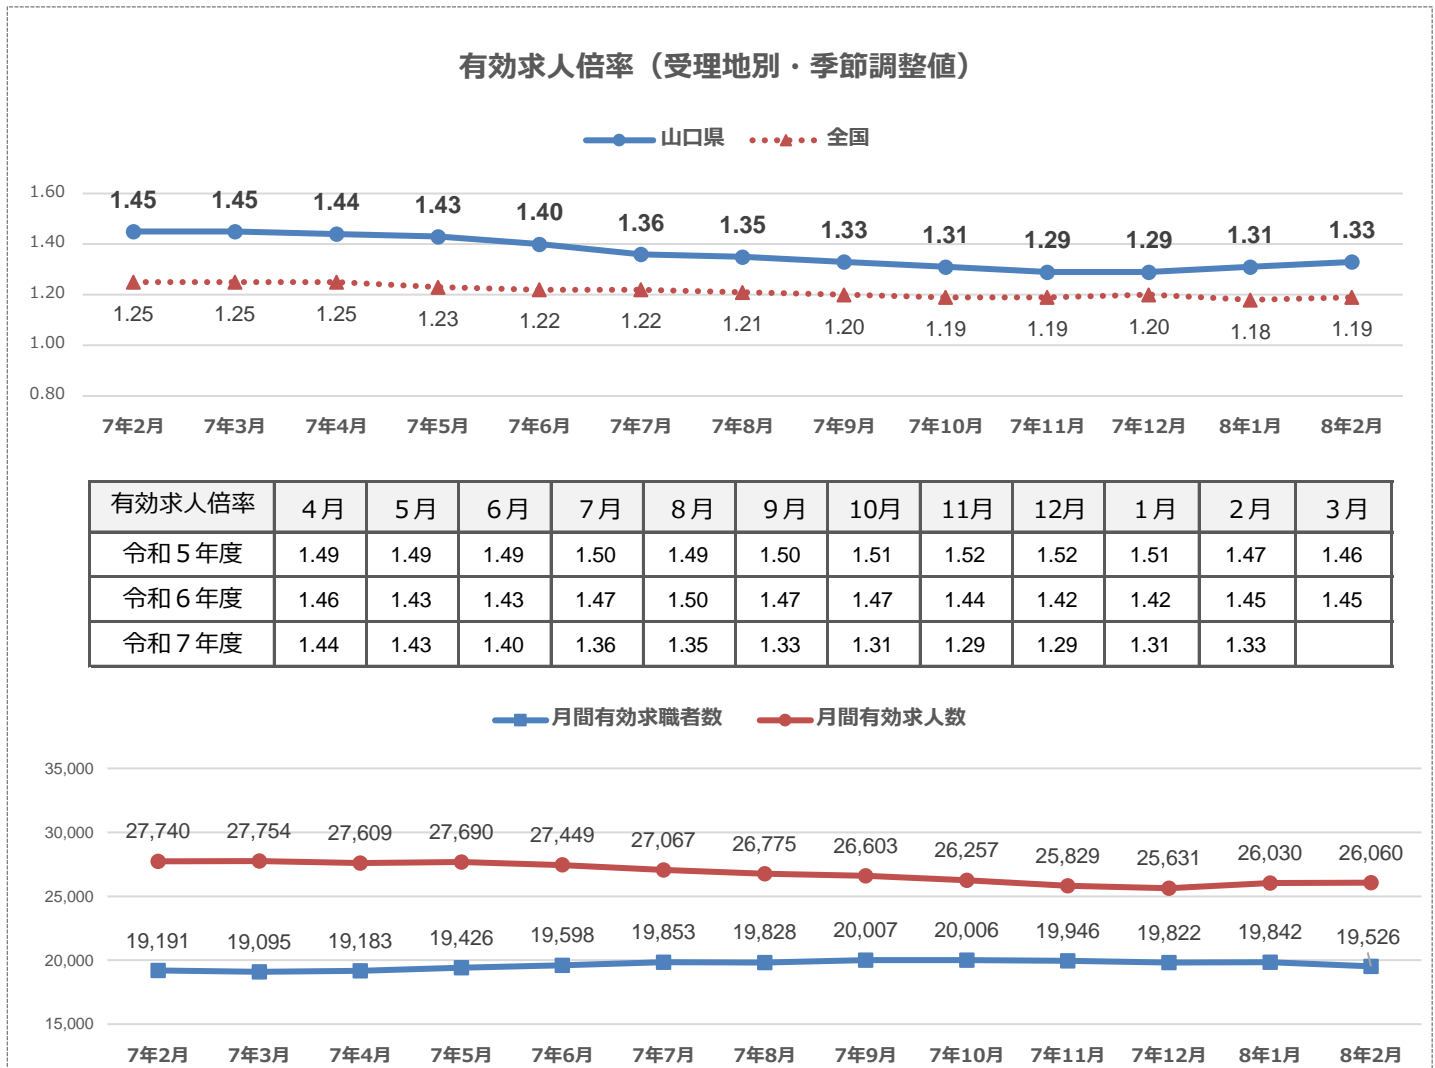 有効求人倍率（受理地別・季節調整値）
山口県 全国
1.60
1.40
1.20
1.00
0.80
1.45 1.45 1.44 1.43 1.40 1.36 1.35 1.33 1.31 1.29 1.29 1.31 1.33
1.25 1.25 1.25 1.23 1.22 1.22 1.21 1.20 1.19 1.19 1.20 1.18 1.19
7年2月 7年3月 7年4月 7年5月 7年6月 7年7月 7年8月 7年9月 7年10月 7年11月 7年12月 8年1月 8年2月
有効求人倍率 4月 5月 6月 7月 8月 9月 10月 11月 12月 1月 2月 3月
令和5年度 1.49 1.49 1.49 1.50 1.49 1.50 1.51 1.52 1.52 1.51 1.47 1.46
令和6年度 1.46 1.43 1.43 1.47 1.50 1.47 1.47 1.44 1.42 1.42 1.45 1.45
令和7年度 1.44 1.43 1.40 1.36 1.35 1.33 1.31 1.29 1.29 1.31 1.33
月間有効求職者数 月間有効求人数
35,000
30,000
25,000
20,000
15,000
27,740 27,754 27,609 27,690 27,449 27,067 26,775 26,603 26,257 25,829 25,631 26,030 26,060
19,191 19,095 19,183 19,426 19,598 19,853 19,828 20,007 20,006 19,946 19,822 19,842 19,526
7年2月 7年3月 7年4月 7年5月 7年6月 7年7月 7年8月 7年9月 7年10月 7年11月 7年12月 8年1月 8年2月